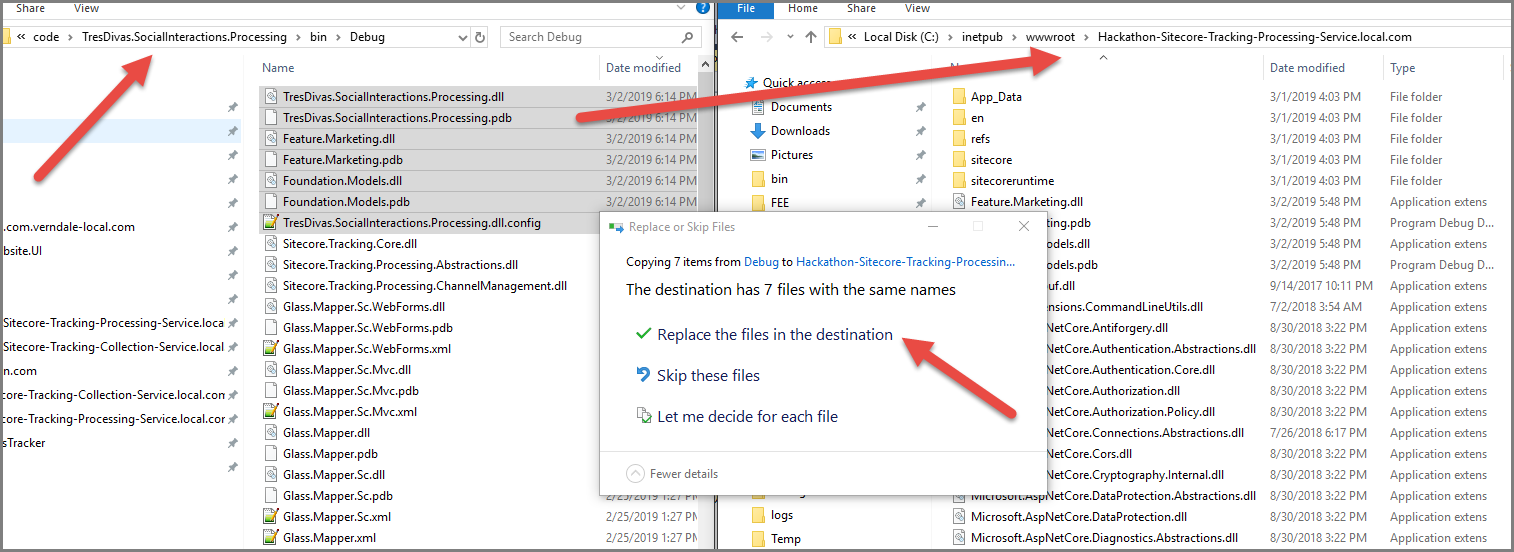 Share View
« code > TresDivas.SocialInteractions.Processing > bin > Debug
Search Debug
.com.verndale-local.com
bsite.UI
Sitecore-Tracking-Processing-Service.loca
Sitecore-Tracking-Collection-Service.local
n.com
core-Tracking-Collection-Service.local.com
core-Tracking-Processing-Service.local.cor
sTracker
Name Date modified
TresDivas.SocialInteractions.Processing.dll 3/2/2019 6:14 PM
TresDivas.SocialInteractions.Processing.pdb 3/2/2019 6:14 PM
Feature.Marketing.dll 3/2/2019 6:14 PM
Feature.Marketing.pdb 3/2/2019 6:14 PM
Foundation.Models.dll 3/2/2019 6:14 PM
Foundation.Models.pdb 3/2/2019 6:14 PM
TresDivas.SocialInteractions.Processing.dll.config
Sitecore.Tracking.Core.dll
Sitecore.Tracking.Processing.Abstractions.dll
Sitecore.Tracking.Processing.ChannelManagement.dll
Glass.Mapper.Sc.WebForms.dll
Glass.Mapper.Sc.WebForms.pdb
Glass.Mapper.Sc.WebForms.xml
Glass.Mapper.Sc.Mvc.dll
Glass.Mapper.Sc.Mvc.pdb
Glass.Mapper.Sc.Mvc.xml
Glass.Mapper.dll
Glass.Mapper.pdb
Glass.Mapper.Sc.dll
Glass.Mapper.Sc.pdb 2/25/2019 1:27 PM
Glass.Mapper.Sc.xml 2/25/2019 1:27 PM
Glass.Mapper.xml 2/25/2019 1:27 PM
File Home Share View
« Local Disk (C:) > inetpub > wwwroot > Hackathon-Sitecore-Tracking-Processing-Service.local.com
Quick access
Documents
Downloads
Pictures
bin
FEE
logs
Temp
Date modified Type
App_Data 3/1/2019 4:03 PM File folder
en 3/1/2019 4:03 PM File folder
refs 3/1/2019 4:03 PM File folder
sitecore 3/1/2019 4:03 PM File folder
sitecoreruntime 3/1/2019 4:03 PM File folder
Feature.Marketing.dll 3/2/2019 5:48 PM Application extens
ting.pdb 3/2/2019 5:48 PM Program Debug D...
odels.dll 3/2/2019 5:48 PM Application extens
odels.pdb 3/2/2019 5:48 PM Program Debug D...
uf.dll 9/14/2017 10:11 PM Application extens
ensions.CommandLineUtils.dll 7/2/2018 3:54 AM Application extens
pNetCore.Antiforgery.dll 8/30/2018 3:22 PM Application extens
pNetCore.Authentication.Abstractions.dll 8/30/2018 3:22 PM Application extens
pNetCore.Authentication.Core.dll 8/30/2018 3:22 PM Application extens
pNetCore.Authorization.dll 8/30/2018 3:22 PM Application extens
pNetCore.Authorization.Policy.dll 8/30/2018 3:22 PM Application extens
pNetCore.Connections.Abstractions.dll 7/26/2018 6:17 PM Application extens
pNetCore.Cors.dll 8/30/2018 3:22 PM Application extens
pNetCore.Cryptography.Internal.dll 8/30/2018 3:22 PM Application extens
Microsoft.AspNetCore.DataProtection.Abstractions.dll 8/30/2018 3:22 PM Application extens
Microsoft.AspNetCore.DataProtection.dll 8/30/2018 3:22 PM Application extens
Microsoft.AspNetCore.Diagnostics.Abstractions.dll 8/30/2018 3:22 PM Application extens
Replace or Skip Files
Copying 7 items from Debug to Hackathon-Sitecore-Tracking-Processin...
The destination has 7 files with the same names
Replace the files in the destination
Skip these files
Let me decide for each file
Fewer details